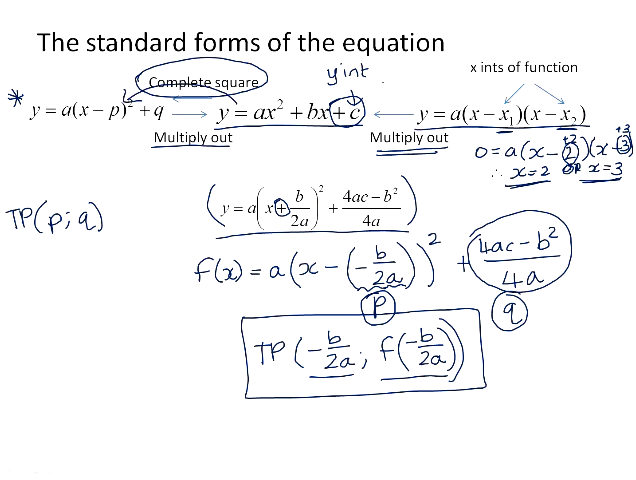 The standard forms of the equation
x ints of function
y int
Complete square
* y = a(x − p)² + q → y = ax² + bx + c ← y = a(x − x₁)(x − x₂)
Multiply out Multiply out
+2 +3
0 = a(x − 2)(x − 3)
∴ x = 2 OR x = 3
TP(p; q)
(y = a(x + b/2a)² + (4ac − b²)/4a)
f(x) = a(x − (−b/2a))² + (4ac − b²)/4a
p q
TP(−b/2a ; f(−b/2a))